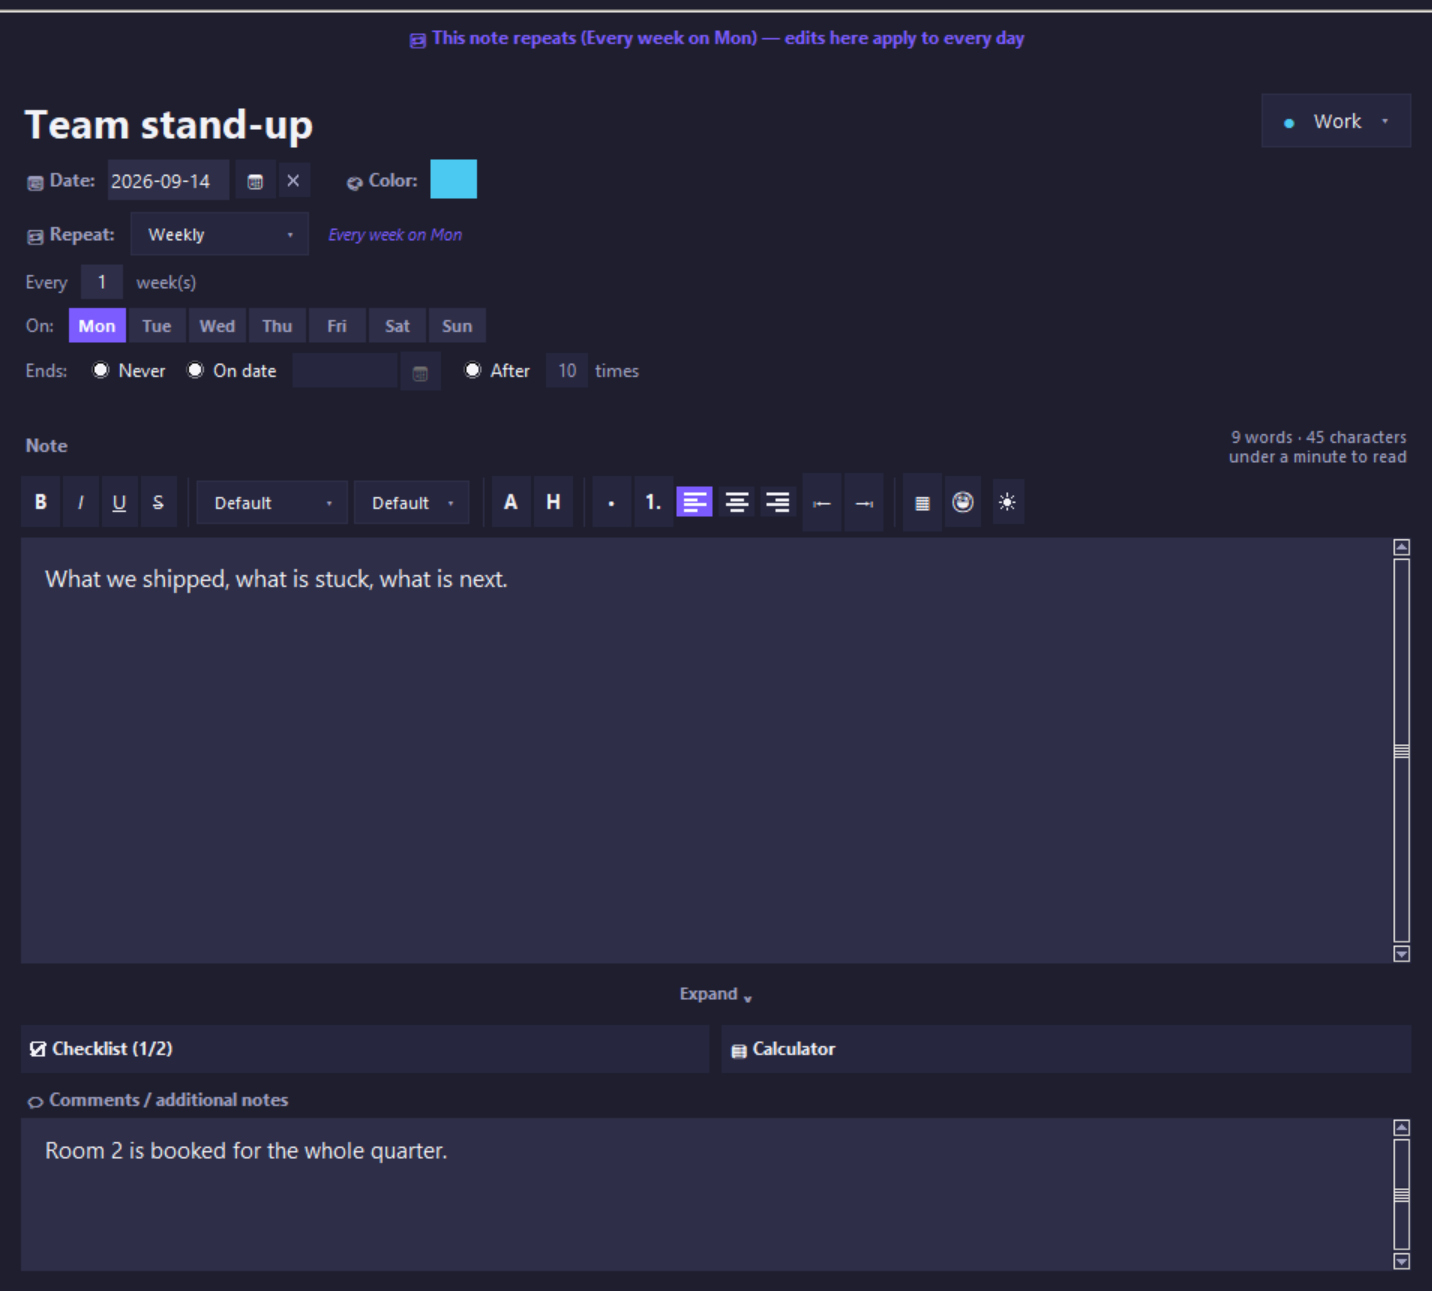 This note repeats (Every week on Mon) — edits here apply to every day
Team stand-up
Work
Date: 2026-09-14
Color:
Repeat: Weekly
Every week on Mon
Every 1 week(s)
On: Mon Tue Wed Thu Fri Sat Sun
Ends: Never On date After 10 times
Note
9 words · 45 characters
under a minute to read
B I U S Default Default A H • 1.
What we shipped, what is stuck, what is next.
Expand
Checklist (1/2)
Calculator
Comments / additional notes
Room 2 is booked for the whole quarter.